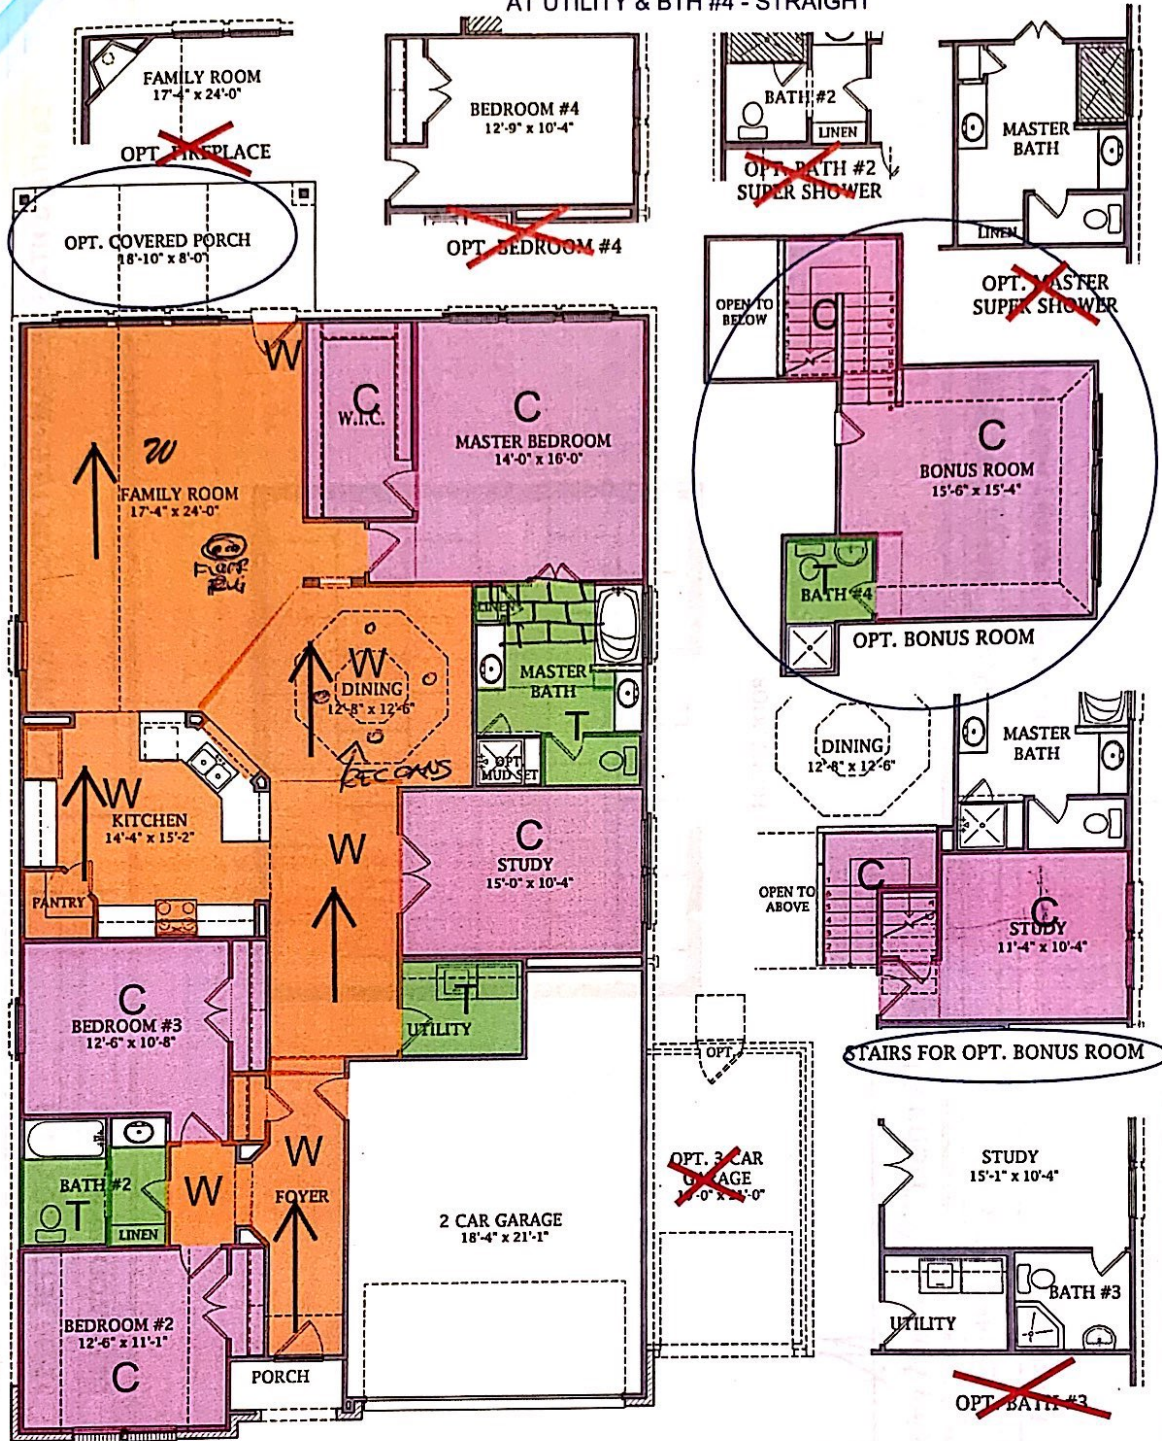 AT UTILITY & BTH #4 - STRAIGHT
FAMILY ROOM
17'-4" x 24'-0"
OPT. FIREPLACE
BEDROOM #4
12'-9" x 10'-4"
OPT. BEDROOM #4
BATH #2
LINEN
OPT. BATH #2
SUPER SHOWER
MASTER
BATH
LINEN
OPT. MASTER
SUPER SHOWER
OPT. COVERED PORCH
18'-10" x 8'-0"
OPEN TO
BELOW
C
C
BONUS ROOM
15'-6" x 15'-4"
T
BATH #4
OPT. BONUS ROOM
W
C
W.I.C.
C
MASTER BEDROOM
14'-0" x 16'-0"
W
FAMILY ROOM
17'-4" x 24'-0"
LINEN
W
DINING
12'-8" x 12'-6"
MASTER
BATH
T
OPT.
MUD SET
REC CANS
W
KITCHEN
14'-4" x 15'-2"
PANTRY
W
C
STUDY
15'-0" x 10'-4"
DINING
12'-8" x 12'-6"
MASTER
BATH
OPEN TO
ABOVE
C
C
STUDY
11'-4" x 10'-4"
STAIRS FOR OPT. BONUS ROOM
C
BEDROOM #3
12'-6" x 10'-8"
T
UTILITY
OPT.
OPT. 3 CAR
GARAGE
W
FOYER
W
BATH #2
T
LINEN
2 CAR GARAGE
18'-4" x 21'-1"
BEDROOM #2
12'-6" x 11'-1"
C
PORCH
STUDY
15'-1" x 10'-4"
UTILITY
BATH #3
OPT. BATH #3